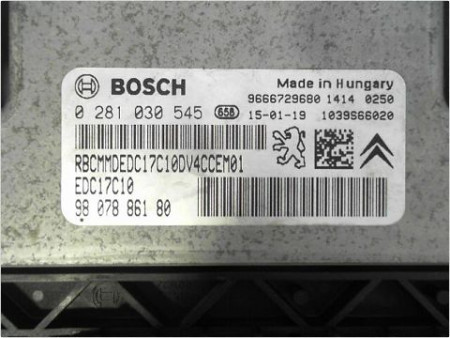 BOSCH
Made in Hungary
9666729680 1414 0250
0 281 030 545 658 15-01-19 1039S66020
RBCMMDEDC17C10DV4CCEM01
EDC17C10
98 078 861 80